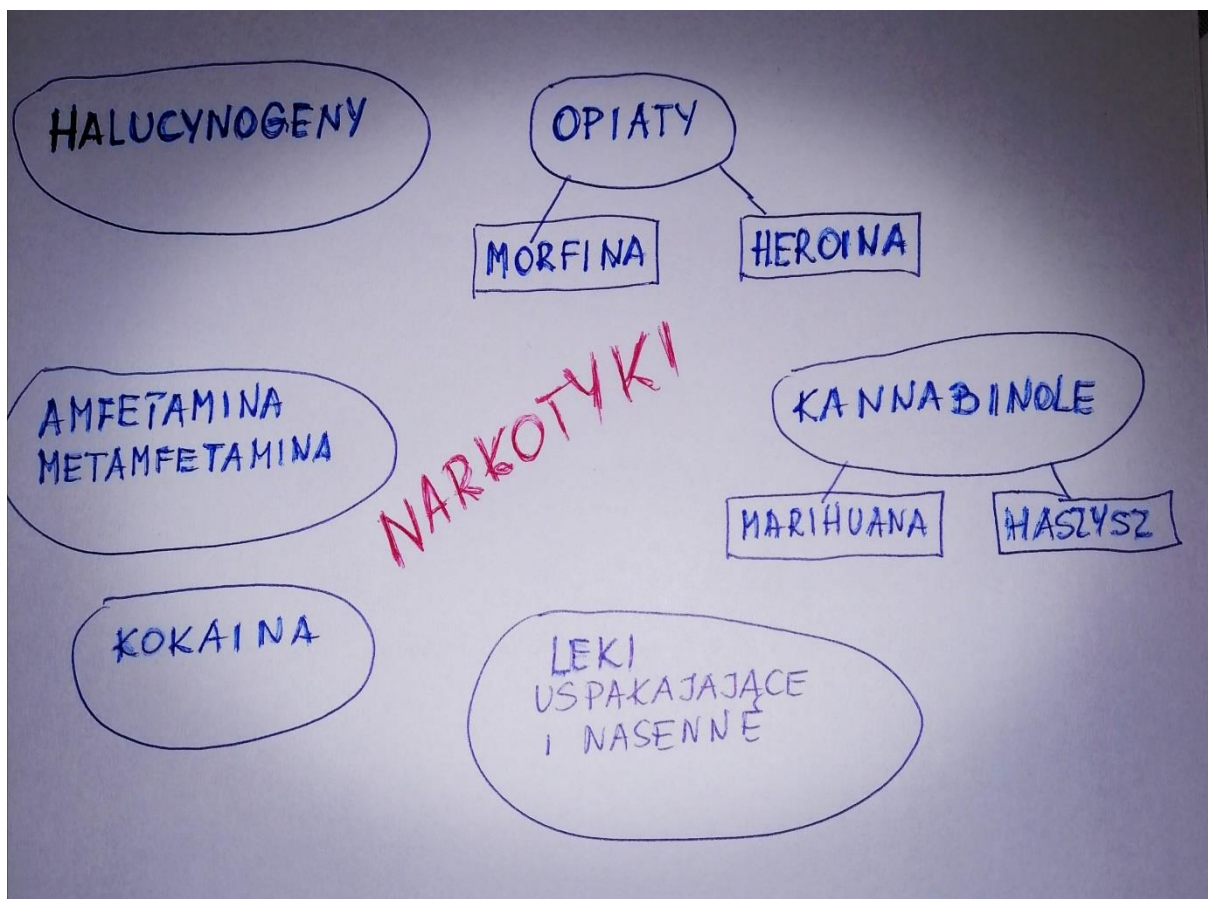 HALUCYNOGENY
OPIATY
MORFINA
HEROINA
NARKOTYKI
AMFETAMINA
METAMFETAMINA
KANNABINOLE
MARIHUANA
HASZYSZ
KOKAINA
LEKI
USPAKAJAJĄCE
I NASENNE